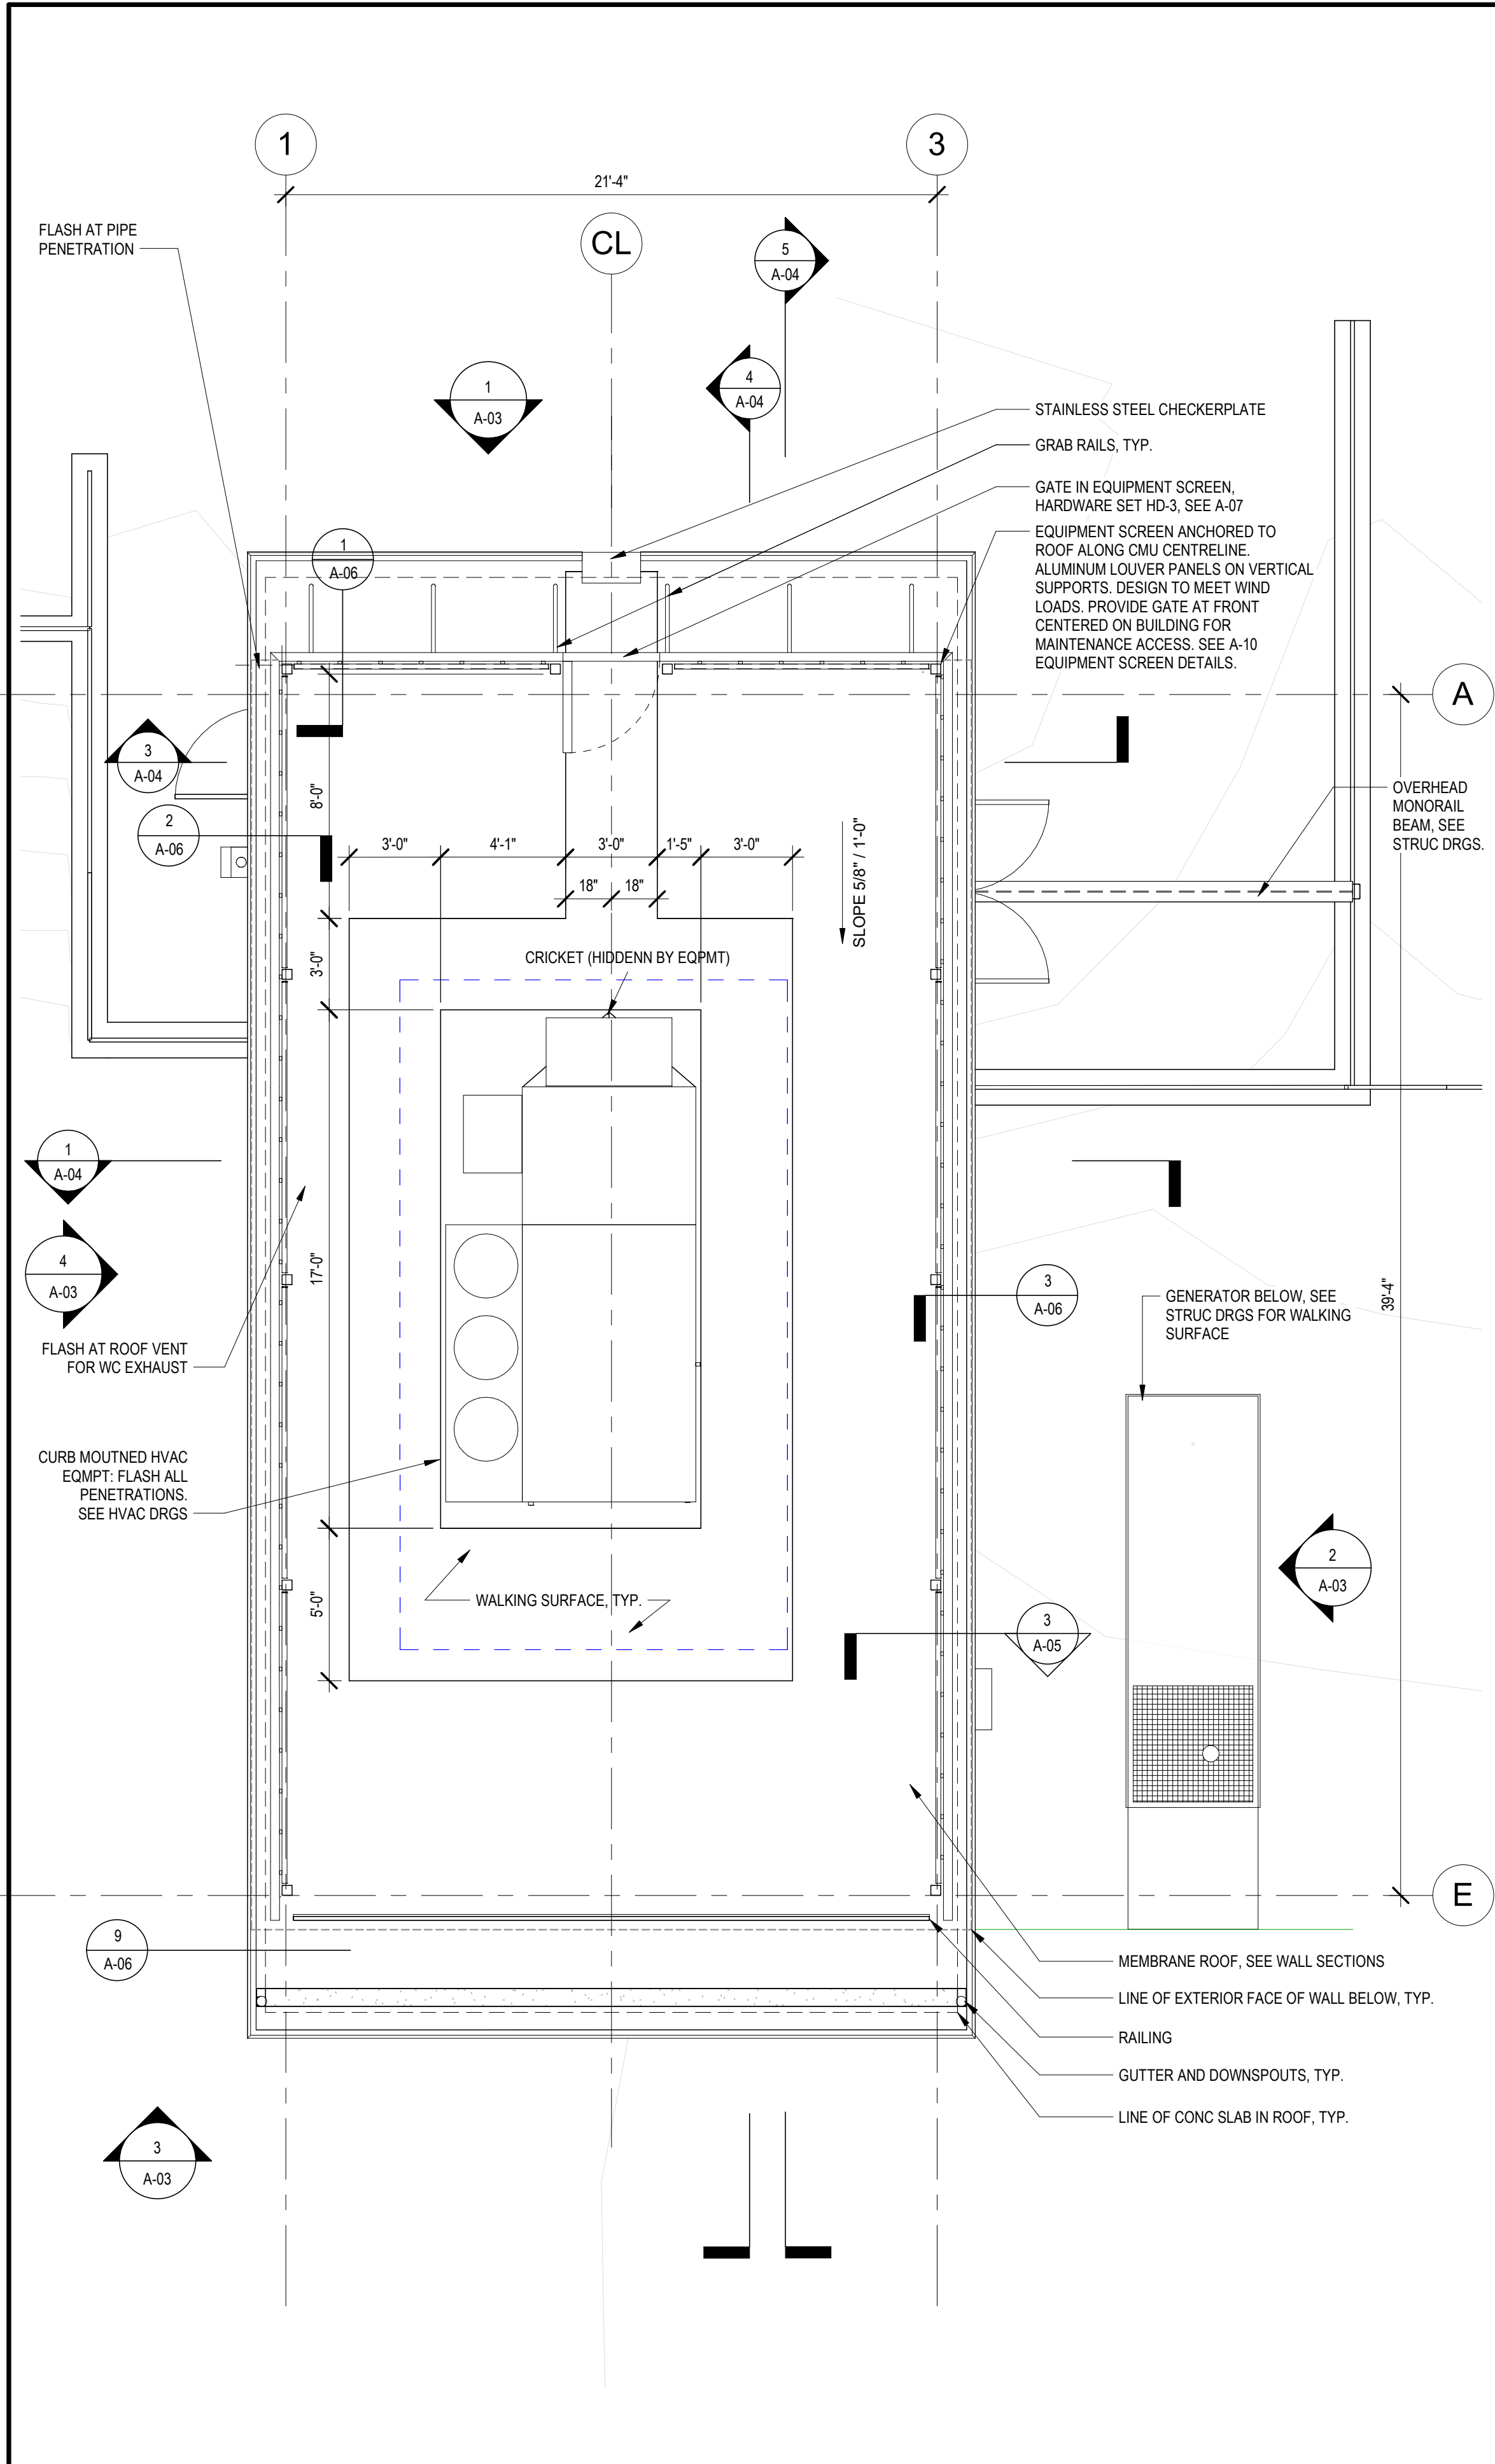 1
3
21'-4"
FLASH AT PIPE
PENETRATION
CL
5
A-04
1
A-03
4
A-04
STAINLESS STEEL CHECKERPLATE
GRAB RAILS, TYP.
GATE IN EQUIPMENT SCREEN,
HARDWARE SET HD-3, SEE A-07
EQUIPMENT SCREEN ANCHORED TO
ROOF ALONG CMU CENTRELINE.
ALUMINUM LOUVER PANELS ON VERTICAL
SUPPORTS. DESIGN TO MEET WIND
LOADS. PROVIDE GATE AT FRONT
CENTERED ON BUILDING FOR
MAINTENANCE ACCESS. SEE A-10
EQUIPMENT SCREEN DETAILS.
1
A-06
A
3
A-04
8'-0"
2
A-06
OVERHEAD
MONORAIL
BEAM, SEE
STRUC DRGS.
3'-0"
4'-1"
3'-0"
1'-5"
3'-0"
18"
18"
SLOPE 5/8" / 1'-0"
3'-0"
CRICKET (HIDDENN BY EQPMT)
1
A-04
4
A-03
17'-0"
3
A-06
GENERATOR BELOW, SEE
STRUC DRGS FOR WALKING
SURFACE
39'-4"
FLASH AT ROOF VENT
FOR WC EXHAUST
CURB MOUTNED HVAC
EQMPT: FLASH ALL
PENETRATIONS.
SEE HVAC DRGS
2
A-03
5'-0"
WALKING SURFACE, TYP.
3
A-05
E
9
A-06
MEMBRANE ROOF, SEE WALL SECTIONS
LINE OF EXTERIOR FACE OF WALL BELOW, TYP.
RAILING
GUTTER AND DOWNSPOUTS, TYP.
LINE OF CONC SLAB IN ROOF, TYP.
3
A-03